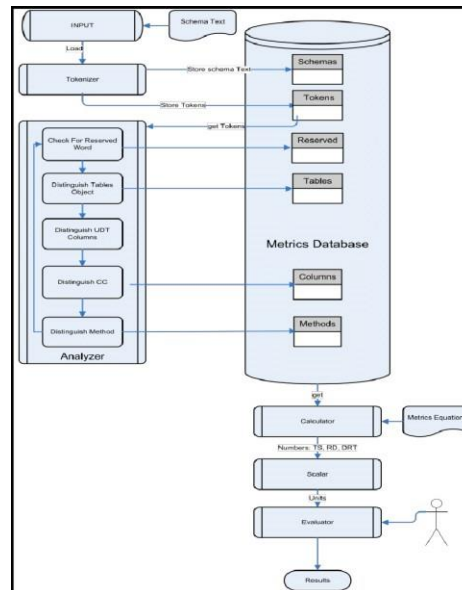 INPUT
Schema Text
Load
Tokenizer
Store schema Text
Schemas
Store Tokens
Tokens
get Tokens
Check For Reserved
Word
Reserved
Distinguish Tables
Object
Tables
Distinguish UDT
Columns
Metrics Database
Distinguish CC
Columns
Distinguish Method
Methods
Analyzer
get
Calculator
Metrics Equation
Numbers: TS, RD, DRT
Scalar
Units
Evaluator
Results